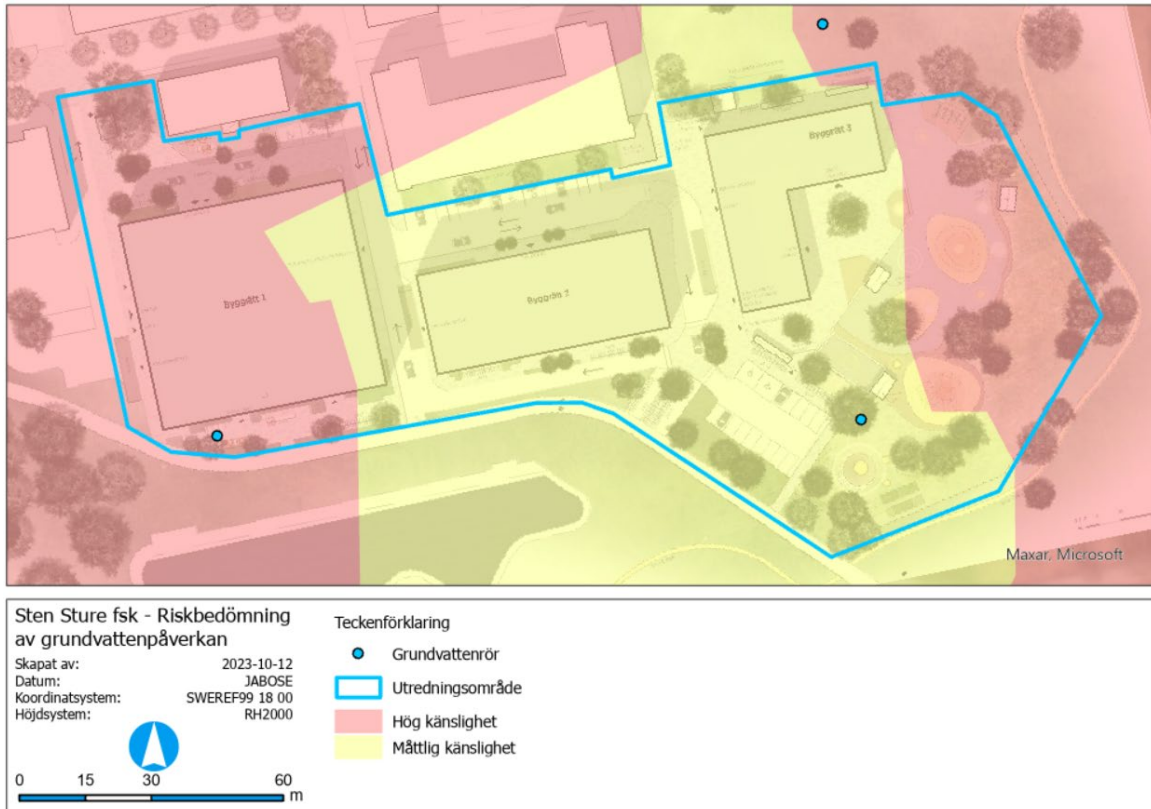 Byggrätt 1
Byggrätt 2
Byggrätt 3
Maxar, Microsoft
Sten Sture fsk - Riskbedömning
av grundvattenpåverkan
Skapat av: 2023-10-12
Datum: JABOSE
Koordinatsystem: SWEREF99 18 00
Höjdsystem: RH2000
0 15 30 60
m
Teckenförklaring
Grundvattenrör
Utredningsområde
Hög känslighet
Måttlig känslighet